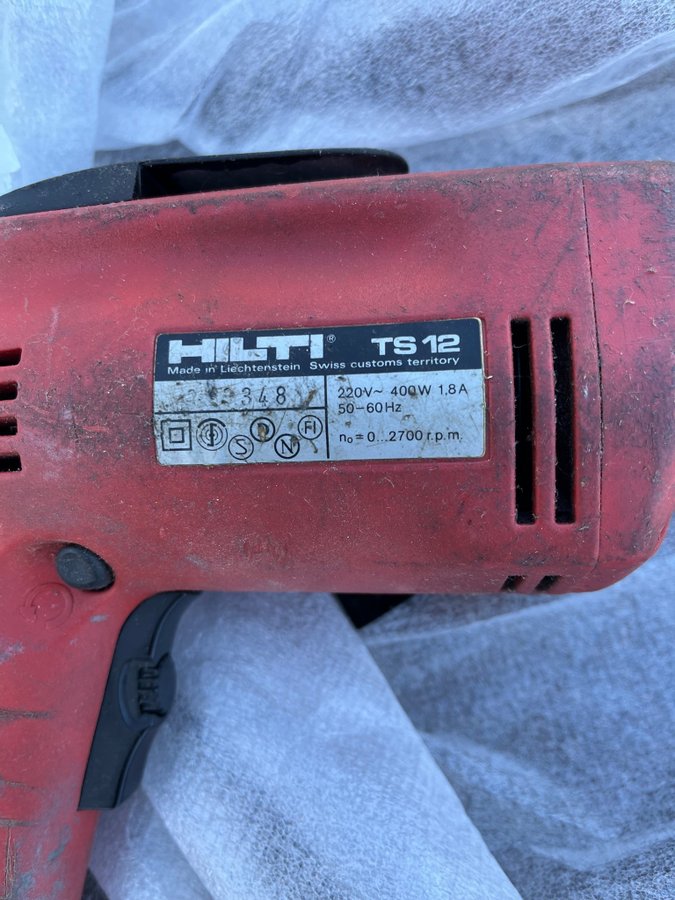 HILTI® TS 12
Made in Liechtenstein Swiss customs territory
348
220V~ 400W 1,8A
50-60Hz
S D N FI
n₀ = 0...2700 r.p.m.